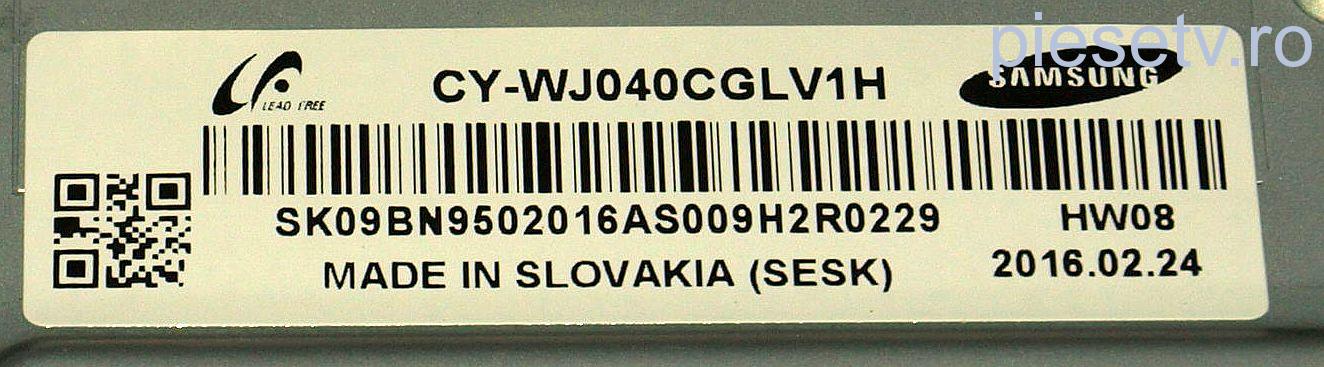 piesetv.ro
LEAD FREE
CY-WJ040CGLV1H
SAMSUNG
SK09BN9502016AS009H2R0229
HW08
MADE IN SLOVAKIA (SESK)
2016.02.24